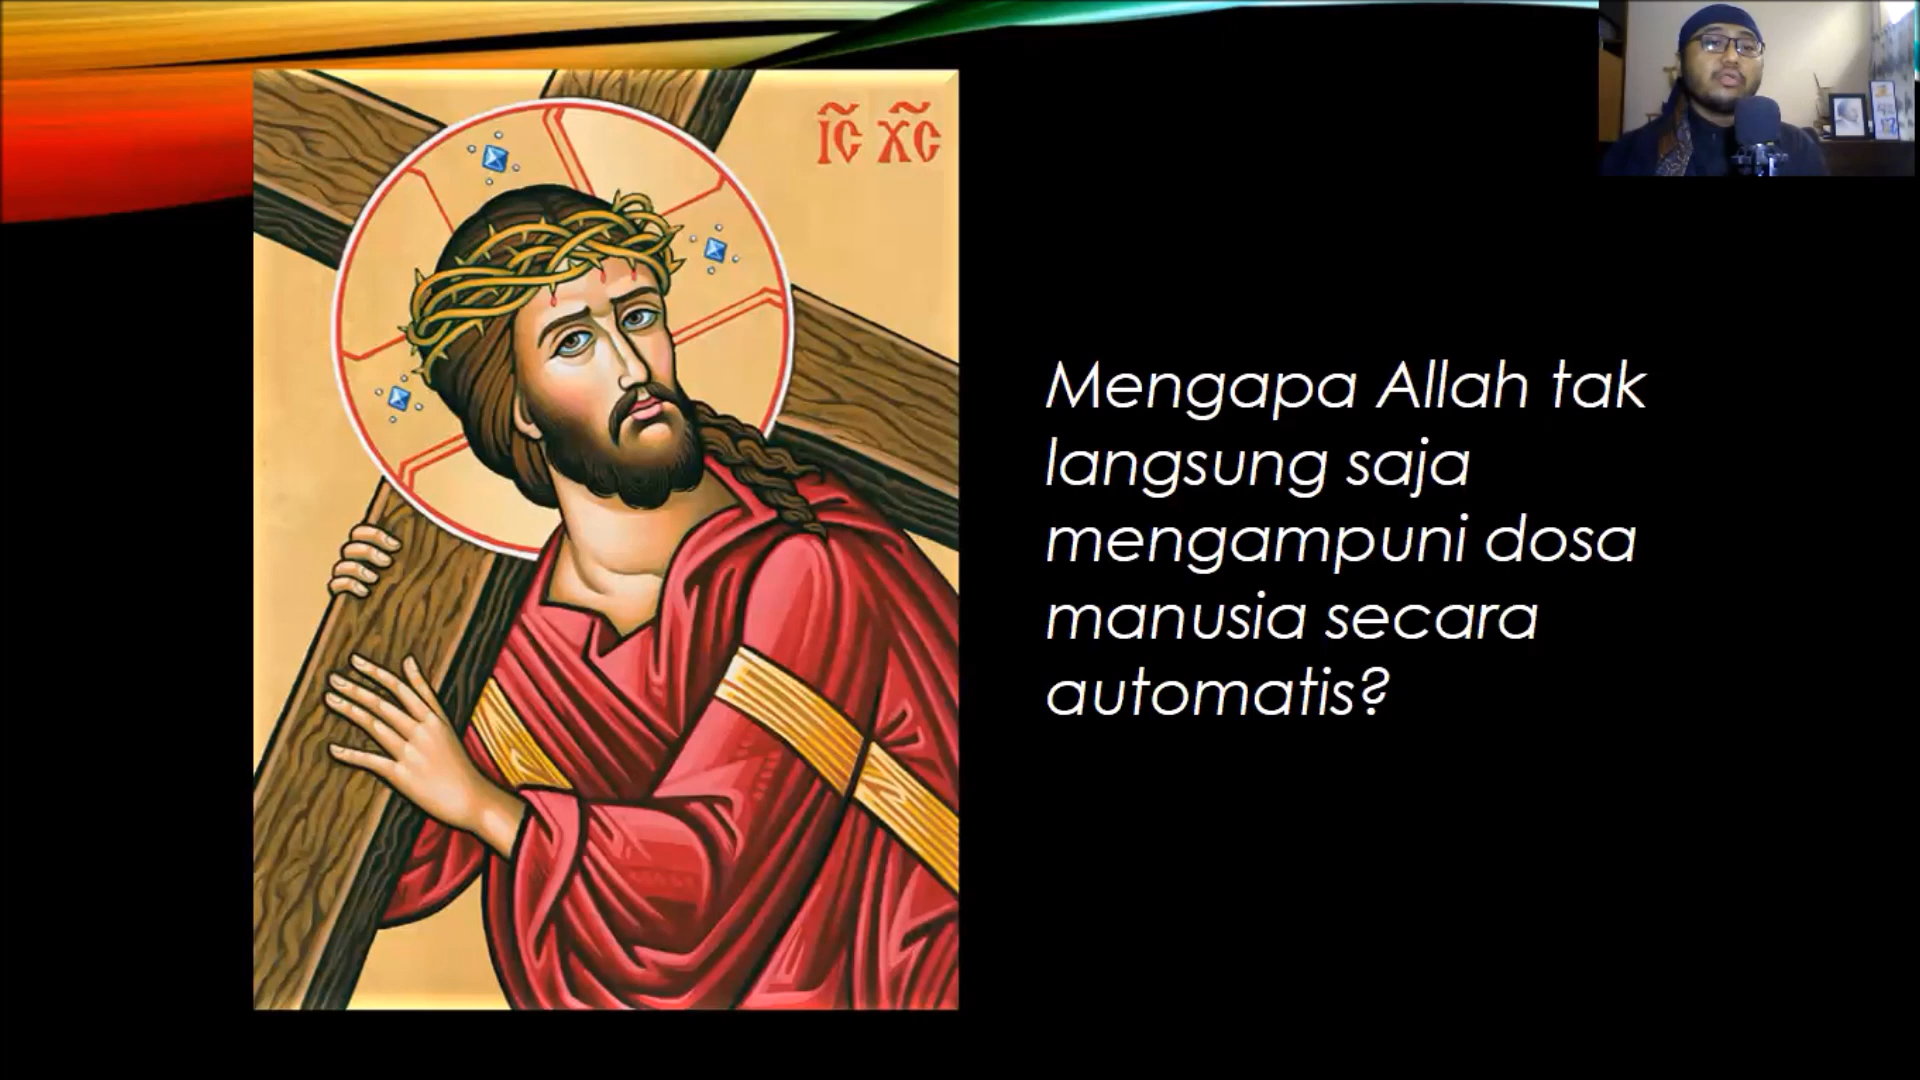 IC XC
Mengapa Allah tak
langsung saja
mengampuni dosa
manusia secara
automatis?